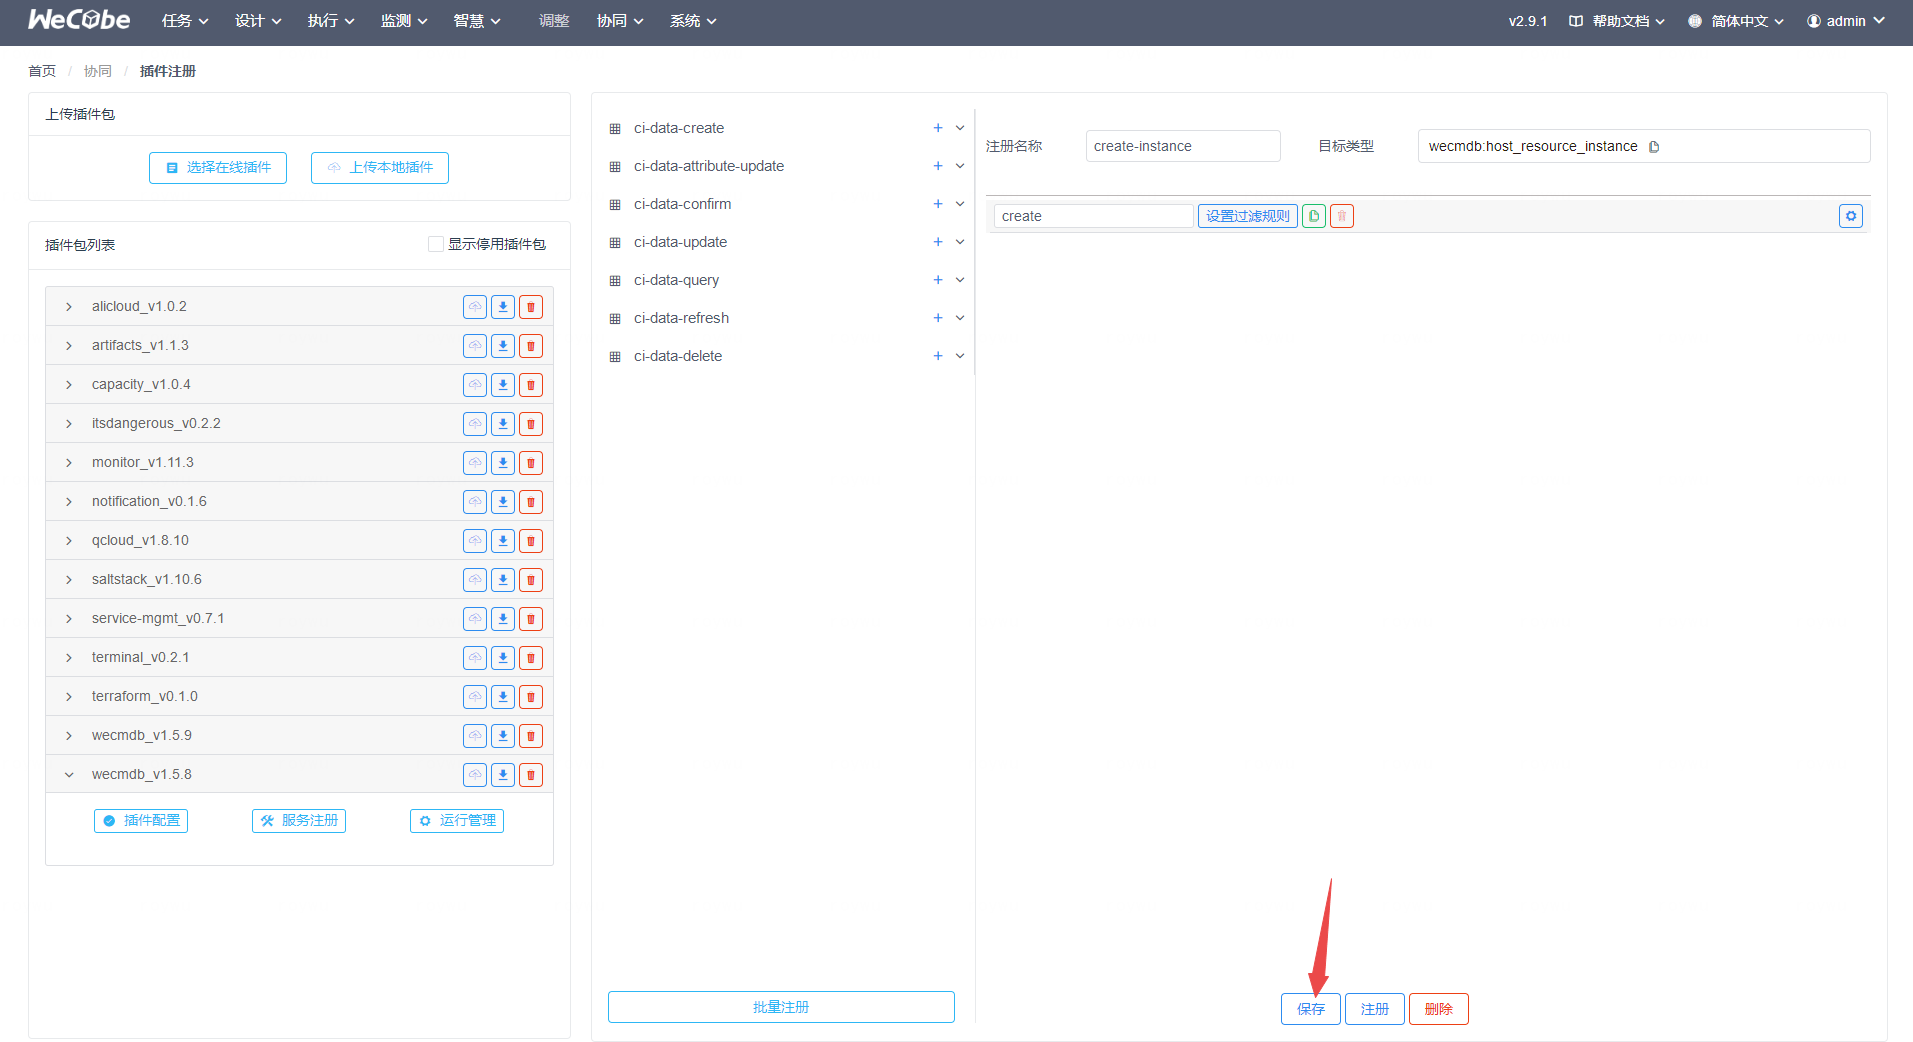 WeCube 任务 设计 执行 监测 智慧 调整 协同 系统 v2.9.1 帮助文档 简体中文 admin
首页 / 协同 / 插件注册
上传插件包
选择在线插件 上传本地插件
插件包列表 显示停用插件包
alicloud_v1.0.2
artifacts_v1.1.3
capacity_v1.0.4
itsdangerous_v0.2.2
monitor_v1.11.3
notification_v0.1.6
qcloud_v1.8.10
saltstack_v1.10.6
service-mgmt_v0.7.1
terminal_v0.2.1
terraform_v0.1.0
wecmdb_v1.5.9
wecmdb_v1.5.8
插件配置 服务注册 运行管理
ci-data-create
ci-data-attribute-update
ci-data-confirm
ci-data-update
ci-data-query
ci-data-refresh
ci-data-delete
批量注册
注册名称 create-instance 目标类型 wecmdb:host_resource_instance
create 设置过滤规则
保存 注册 删除